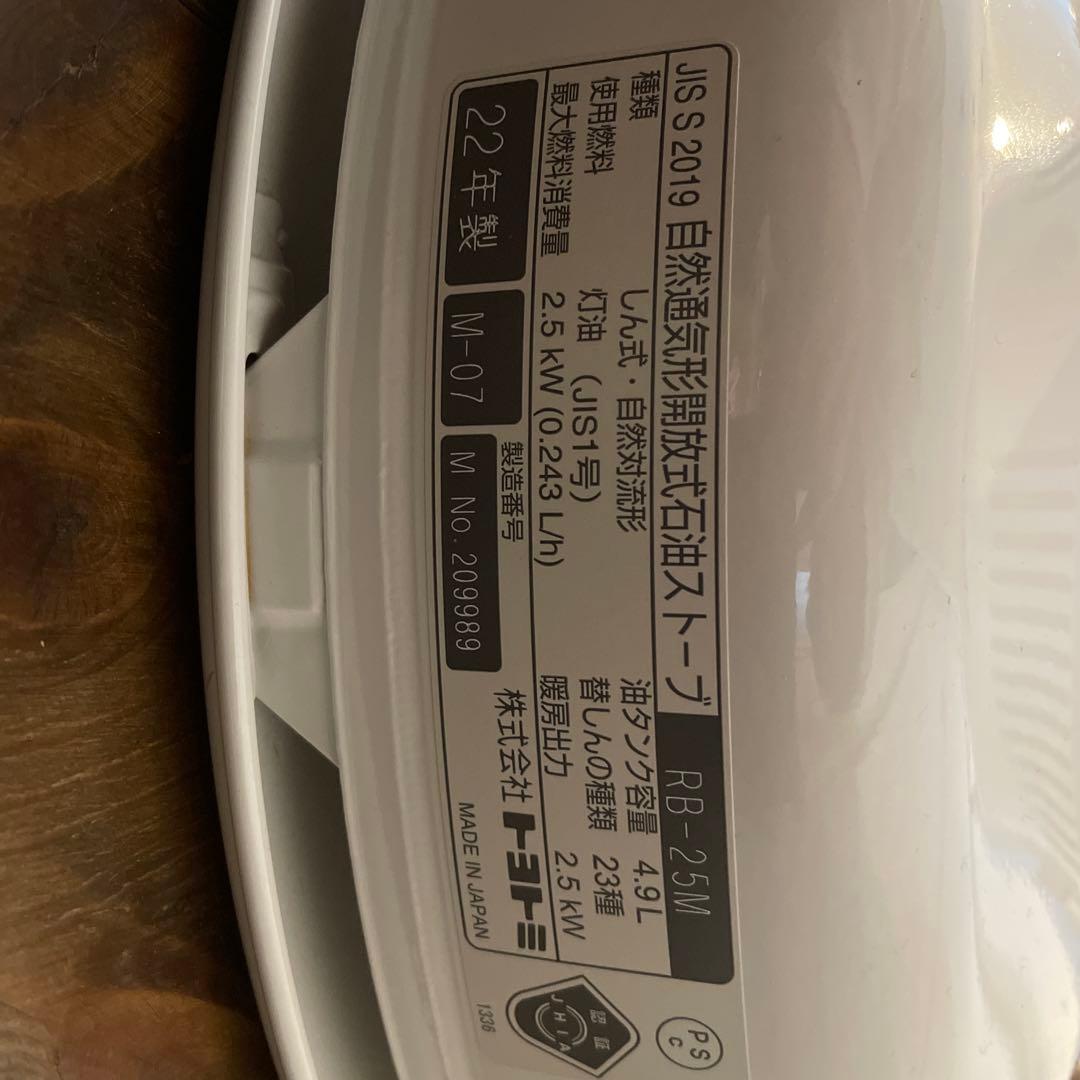 JIS S 2019 自然通気形開放式石油ストーブ RB-25M
種類 しん式・自然対流形 油タンク容量 4.9L
使用燃料 灯油 (JIS1号) 替しんの種類 23種
最大燃料消費量 2.5 kW (0.243 L/h) 暖房出力 2.5 kW
22年製 M-07 製造番号 M No.209989 株式会社トヨトミ
MADE IN JAPAN
PS
C
認証
JHIA
1336